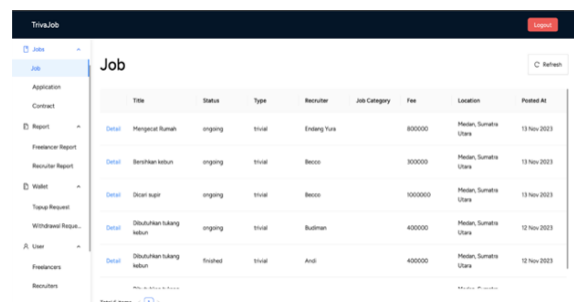 TrivaJob
Logout
Jobs
Job
Application
Contract
Report
Freelancer Report
Recruiter Report
Wallet
Topup Request
Withdrawal Reque...
User
Freelancers
Recruiters
Job
Refresh
Title Status Type Recruiter Job Category Fee Location Posted At
Detail Mengecat Rumah ongoing trivial Endang Yura 800000 Medan, Sumatra Utara 13 Nov 2023
Detail Bersihkan kebun ongoing trivial Becco 300000 Medan, Sumatra Utara 13 Nov 2023
Detail Dicari supir ongoing trivial Becco 1000000 Medan, Sumatra Utara 13 Nov 2023
Detail Dibutuhkan tukang kebun ongoing trivial Budiman 400000 Medan, Sumatra Utara 12 Nov 2023
Detail Dibutuhkan tukang kebun finished trivial Andi 400000 Medan, Sumatra Utara 12 Nov 2023